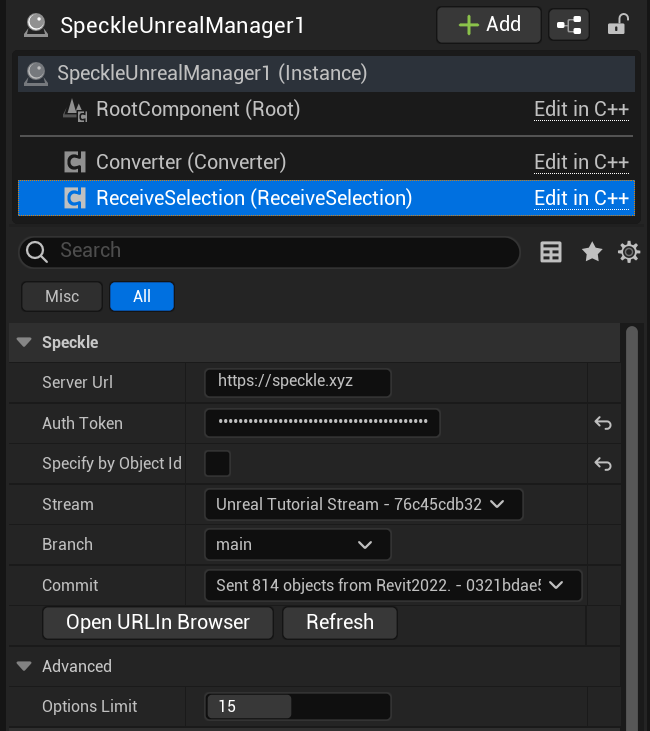 SpeckleUnrealManager1
Add
SpeckleUnrealManager1 (Instance)
RootComponent (Root) Edit in C++
Converter (Converter) Edit in C++
ReceiveSelection (ReceiveSelection) Edit in C++
Search
Misc All
Speckle
Server Url https://speckle.xyz
Auth Token ••••••••••••••••••••••••••••••••••••••••••
Specify by Object Id
Stream Unreal Tutorial Stream - 76c45cdb32
Branch main
Commit Sent 814 objects from Revit2022. - 0321bdae5
Open URLIn Browser Refresh
Advanced
Options Limit 15